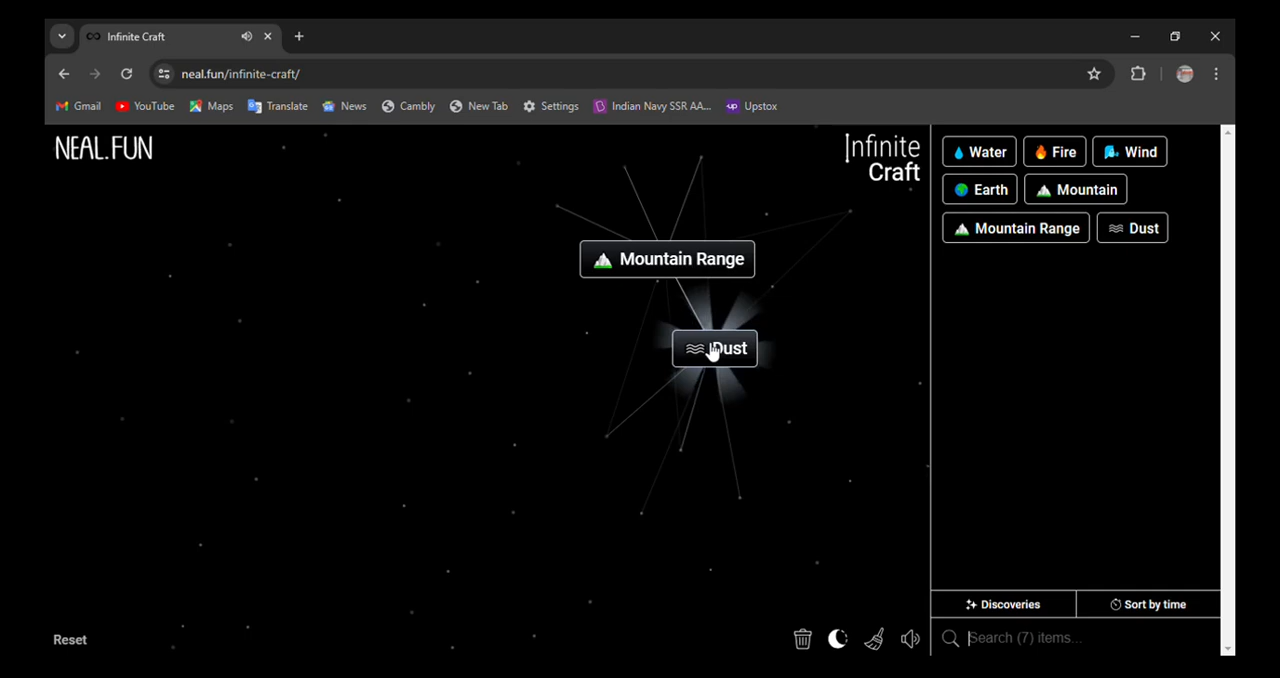 Infinite Craft
neal.fun/infinite-craft/
Gmail YouTube Maps Translate News Cambly New Tab Settings Indian Navy SSR AA... Upstox
NEAL.FUN
Infinite
Craft
Water Fire Wind
Earth Mountain
Mountain Range Dust
Mountain Range
Dust
Discoveries Sort by time
Reset
Search (7) items...